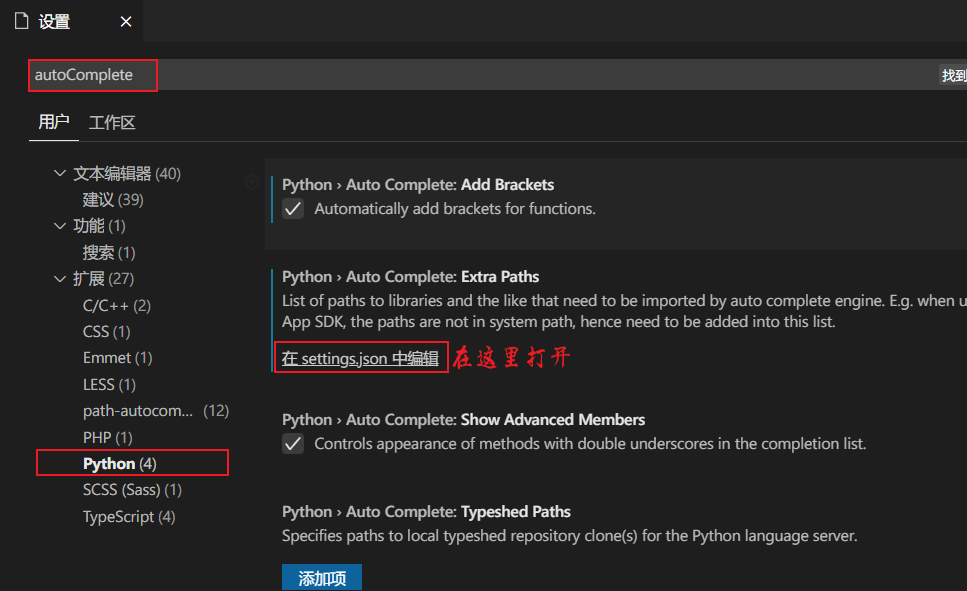 设置
autoComplete
找到
用户 工作区
文本编辑器 (40)
建议 (39)
功能 (1)
搜索 (1)
扩展 (27)
C/C++ (2)
CSS (1)
Emmet (1)
LESS (1)
path-autocom... (12)
PHP (1)
Python (4)
SCSS (Sass) (1)
TypeScript (4)
Python › Auto Complete: Add Brackets
Automatically add brackets for functions.
Python › Auto Complete: Extra Paths
List of paths to libraries and the like that need to be imported by auto complete engine. E.g. when u
App SDK, the paths are not in system path, hence need to be added into this list.
在 settings.json 中编辑 在这里打开
Python › Auto Complete: Show Advanced Members
Controls appearance of methods with double underscores in the completion list.
Python › Auto Complete: Typeshed Paths
Specifies paths to local typeshed repository clone(s) for the Python language server.
添加项